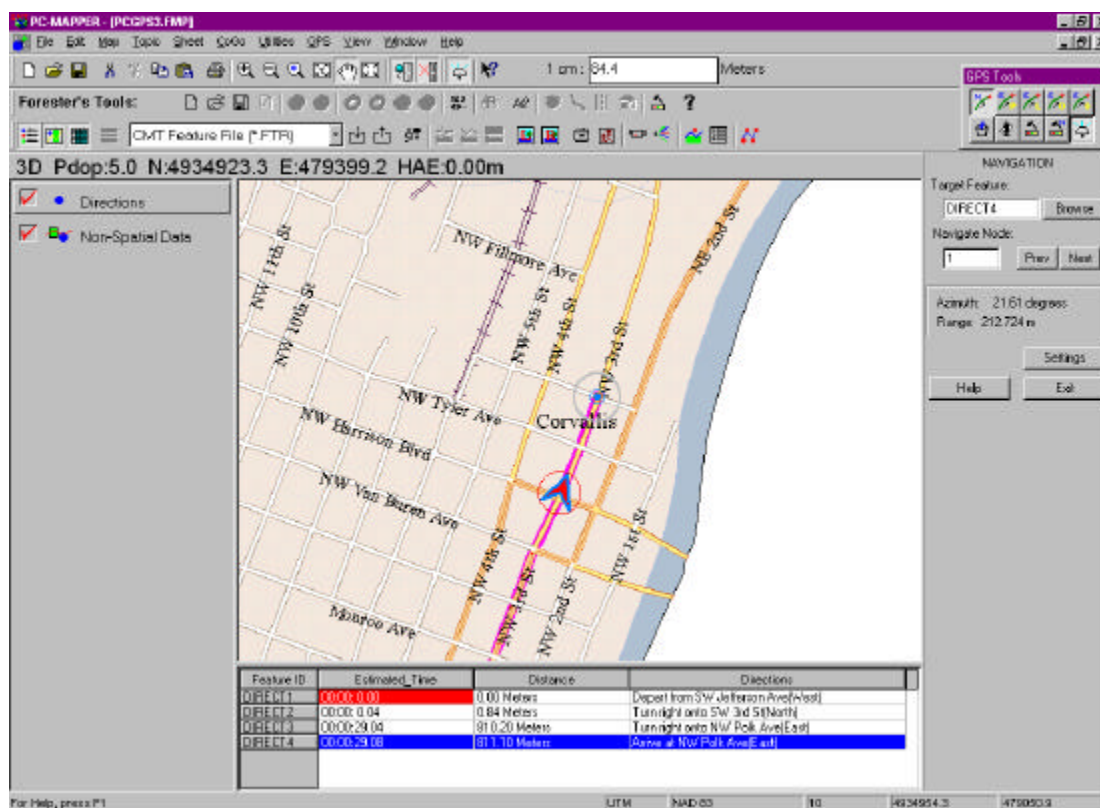 PC-MAPPER - [PCGPS3.FMP]
File Edit Map Topic Sheet CoGo Utilities GPS View Window Help
1 cm: 84.4 Meters
GPS Tools
Forester's Tools:
CMT Feature File (*.FTR)
3D Pdop:5.0 N:4934923.3 E:479399.2 HAE:0.00m
NAVIGATION
Target Feature:
DIRECT4 Browse
Navigate Node:
1 Prev Next
Azimuth: 21.61 degrees
Range: 212.724 m
Settings
Help Exit
Directions
Non-Spatial Data
NW 11th St
NW 10th St
NW Fillmore Ave
NW 5th St
NW 4th St
NW 3rd St
NE 2nd St
NW Tyler Ave
Corvallis
NW Harrison Blvd
NW Van Buren Ave
NW 4th St
NW 3rd St
NW 2nd St
NW 1st St
Monroe Ave
Feature ID Estimated_Time Distance Directions
DIRECT1 00:00: 0.00 0.00 Meters Depart from SW Jefferson Ave(West)
DIRECT2 00:00: 0.04 0.84 Meters Turn right onto SW 3rd St(North)
DIRECT3 00:00:29.04 810.20 Meters Turn right onto NW Polk Ave(East)
DIRECT4 00:00:29.08 811.10 Meters Arrive at NW Polk Ave(East)
For Help, press F1 UTM NAD 83 10 4934954.3 479050.9